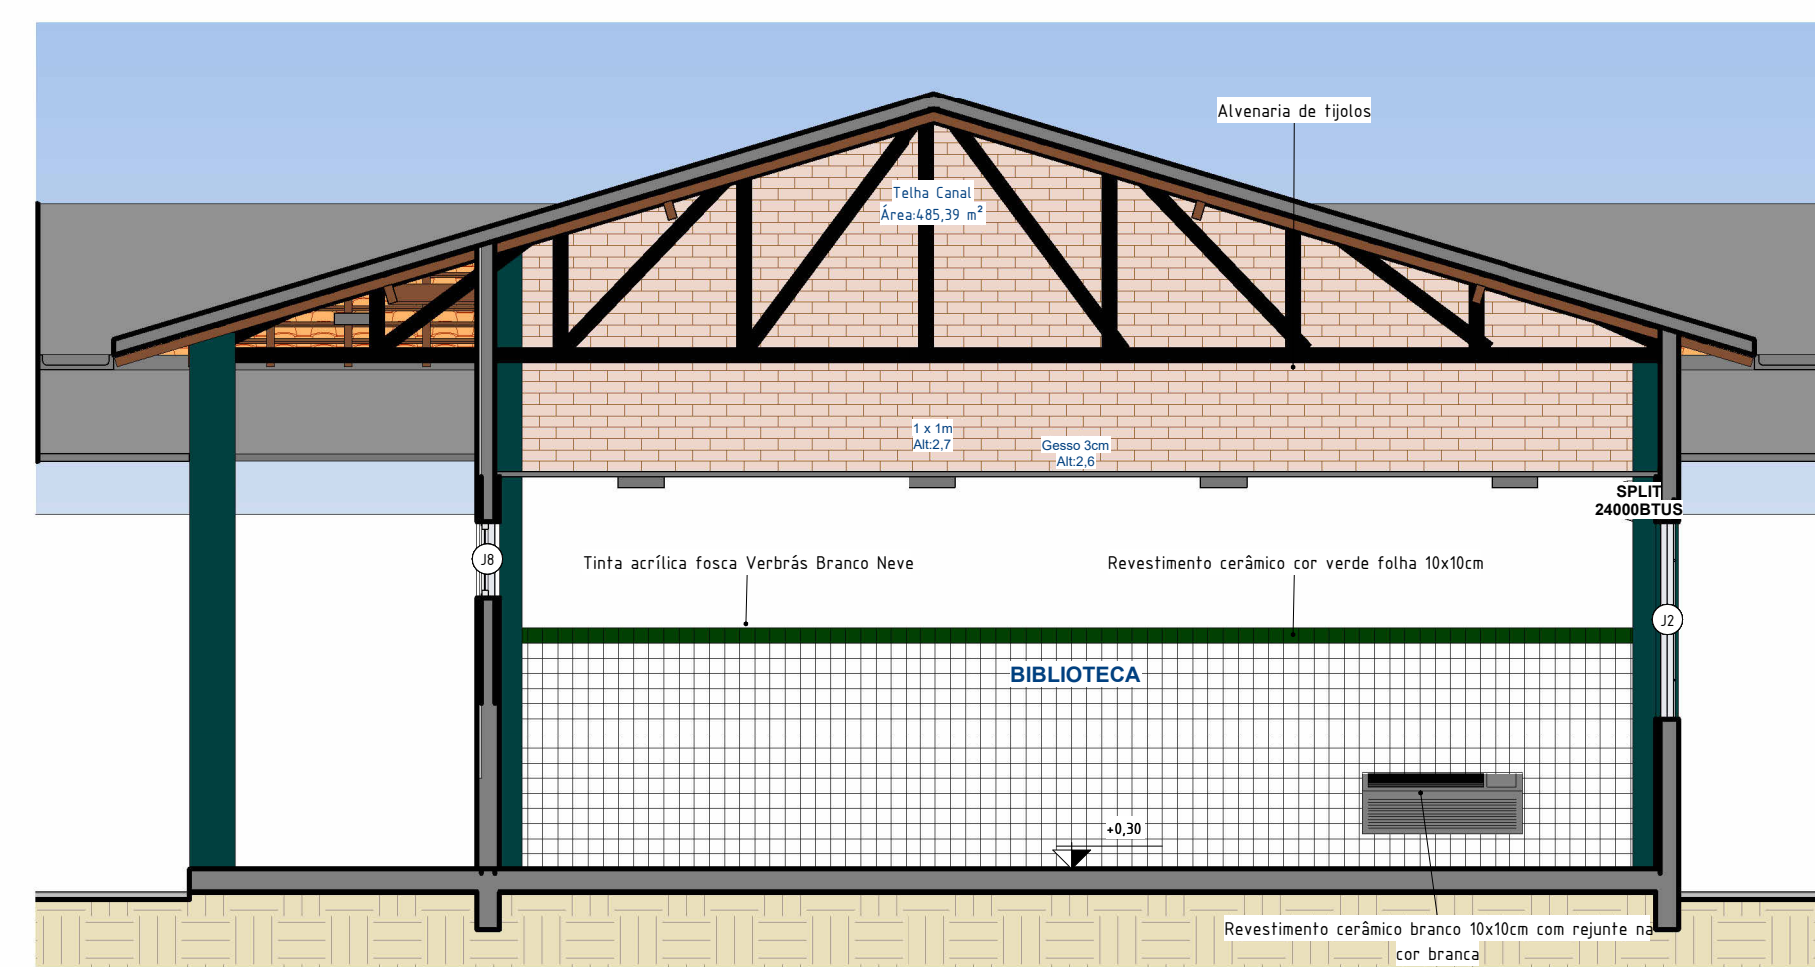 Alvenaria de tijolos
Telha Canal
Área:485,39 m²
1 x 1m
Alt:2,7
Gesso 3cm
Alt:2,6
SPLIT
24000BTUS
J8
Tinta acrílica fosca Verbrás Branco Neve
Revestimento cerâmico cor verde folha 10x10cm
J2
BIBLIOTECA
+0,30
Revestimento cerâmico branco 10x10cm com rejunte na
cor branca